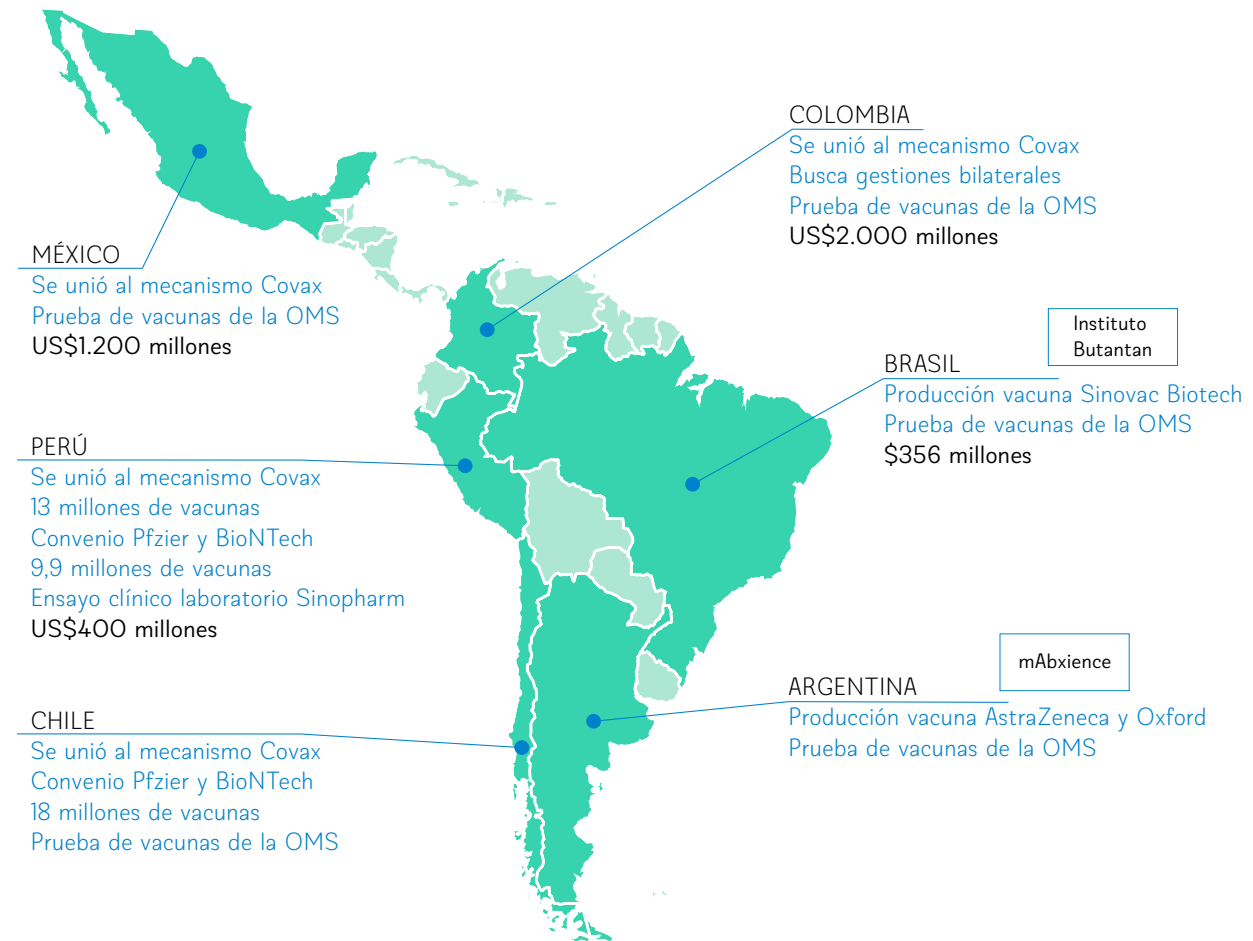 MÉXICO
Se unió al mecanismo Covax
Prueba de vacunas de la OMS
US$1.200 millones
PERÚ
Se unió al mecanismo Covax
13 millones de vacunas
Convenio Pfzier y BioNTech
9,9 millones de vacunas
Ensayo clínico laboratorio Sinopharm
US$400 millones
CHILE
Se unió al mecanismo Covax
Convenio Pfzier y BioNTech
18 millones de vacunas
Prueba de vacunas de la OMS
COLOMBIA
Se unió al mecanismo Covax
Busca gestiones bilaterales
Prueba de vacunas de la OMS
US$2.000 millones
Instituto
Butantan
BRASIL
Producción vacuna Sinovac Biotech
Prueba de vacunas de la OMS
$356 millones
mAbxience
ARGENTINA
Producción vacuna AstraZeneca y Oxford
Prueba de vacunas de la OMS